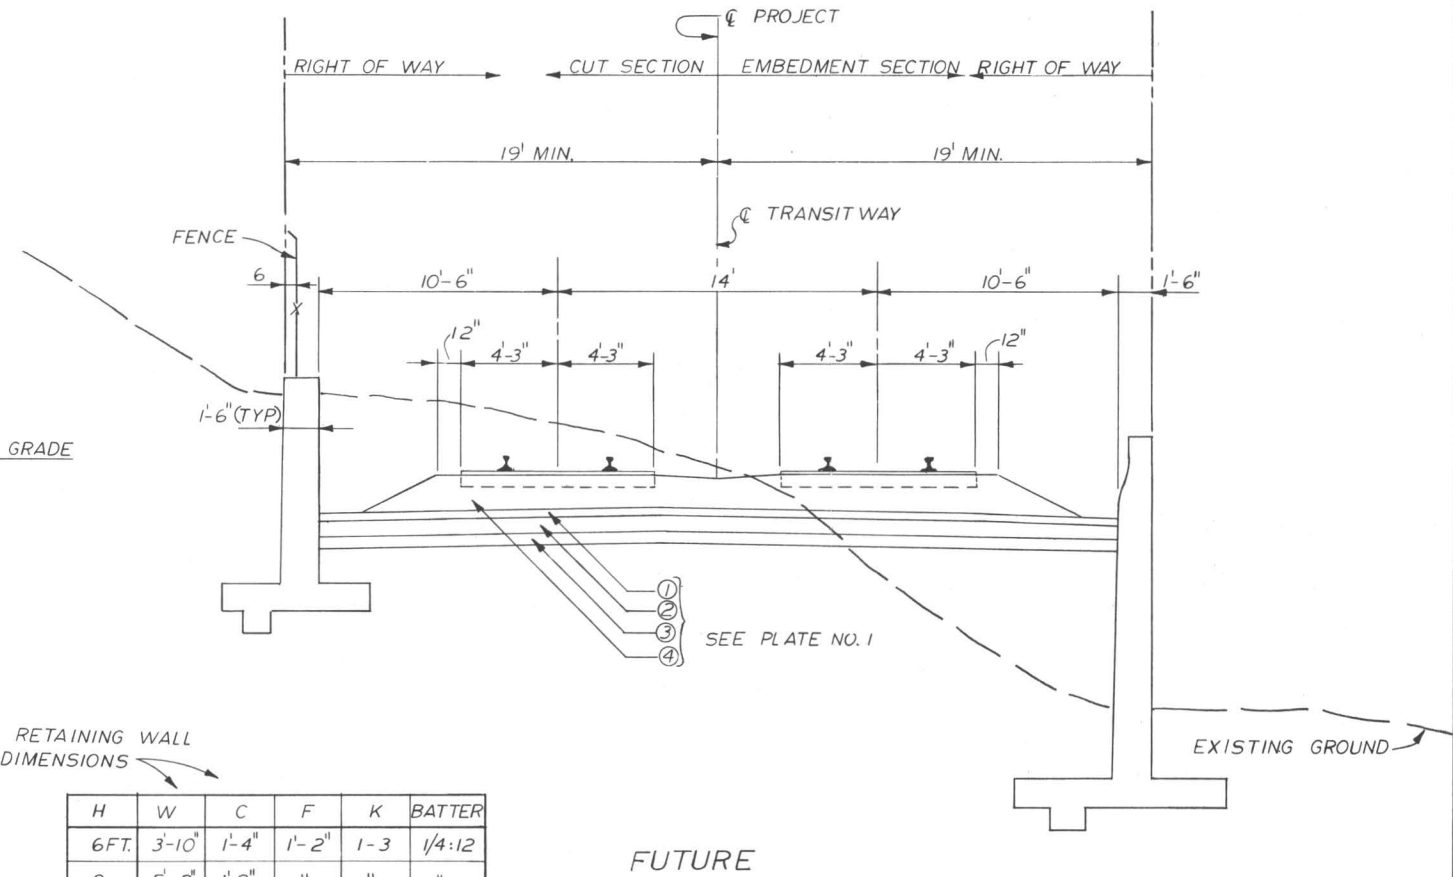 ℄ PROJECT
RIGHT OF WAY CUT SECTION EMBEDMENT SECTION RIGHT OF WAY
19' MIN. 19' MIN.
℄ TRANSIT WAY
FENCE
6 10'-6" 14' 10'-6" 1'-6"
X
12" 4'-3" 4'-3" 4'-3" 4'-3" 12"
1'-6" (TYP)
GRADE
1
2
3
4
SEE PLATE NO. 1
RETAINING WALL
DIMENSIONS
EXISTING GROUND
H W C F K BATTER
6FT. 3'-10" 1'-4" 1'-2" 1-3 1/4:12
FUTURE